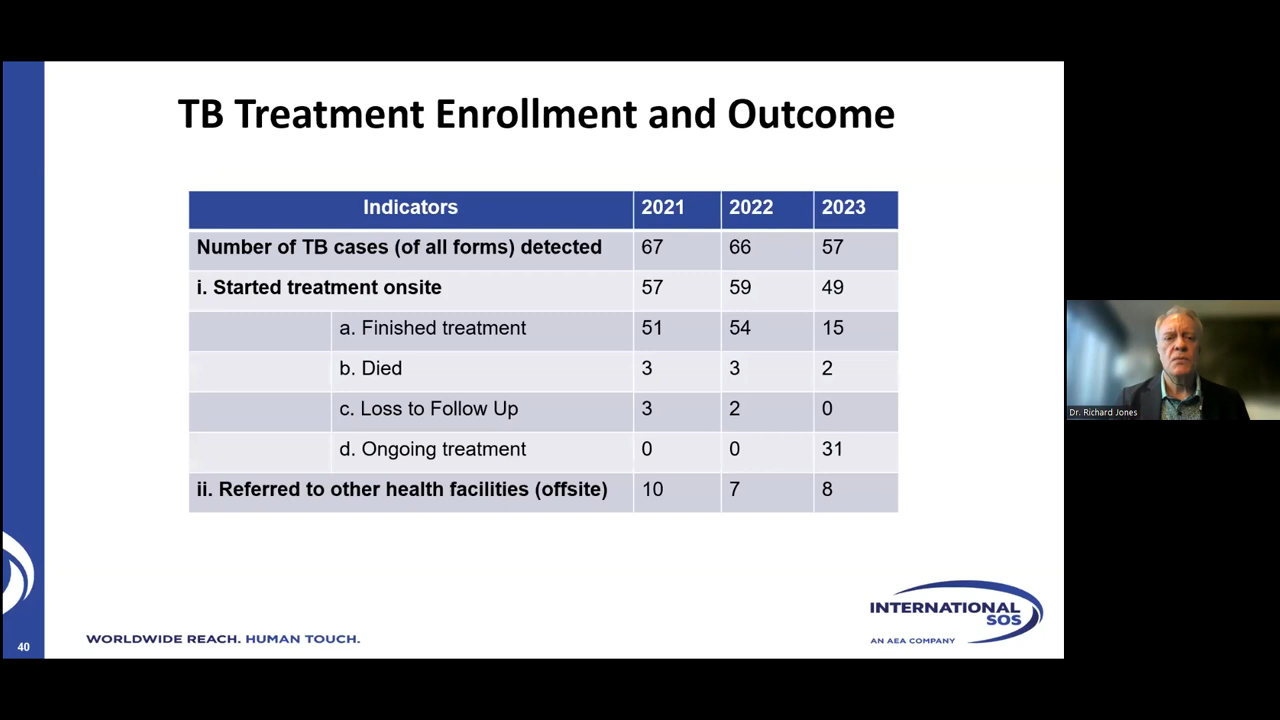 TB Treatment Enrollment and Outcome
Indicators 2021 2022 2023
Number of TB cases (of all forms) detected 67 66 57
i. Started treatment onsite 57 59 49
a. Finished treatment 51 54 15
b. Died 3 3 2
c. Loss to Follow Up 3 2 0
d. Ongoing treatment 0 0 31
ii. Referred to other health facilities (offsite) 10 7 8
Dr. Richard Jones
INTERNATIONAL
SOS
AN AEA COMPANY
40
WORLDWIDE REACH. HUMAN TOUCH.